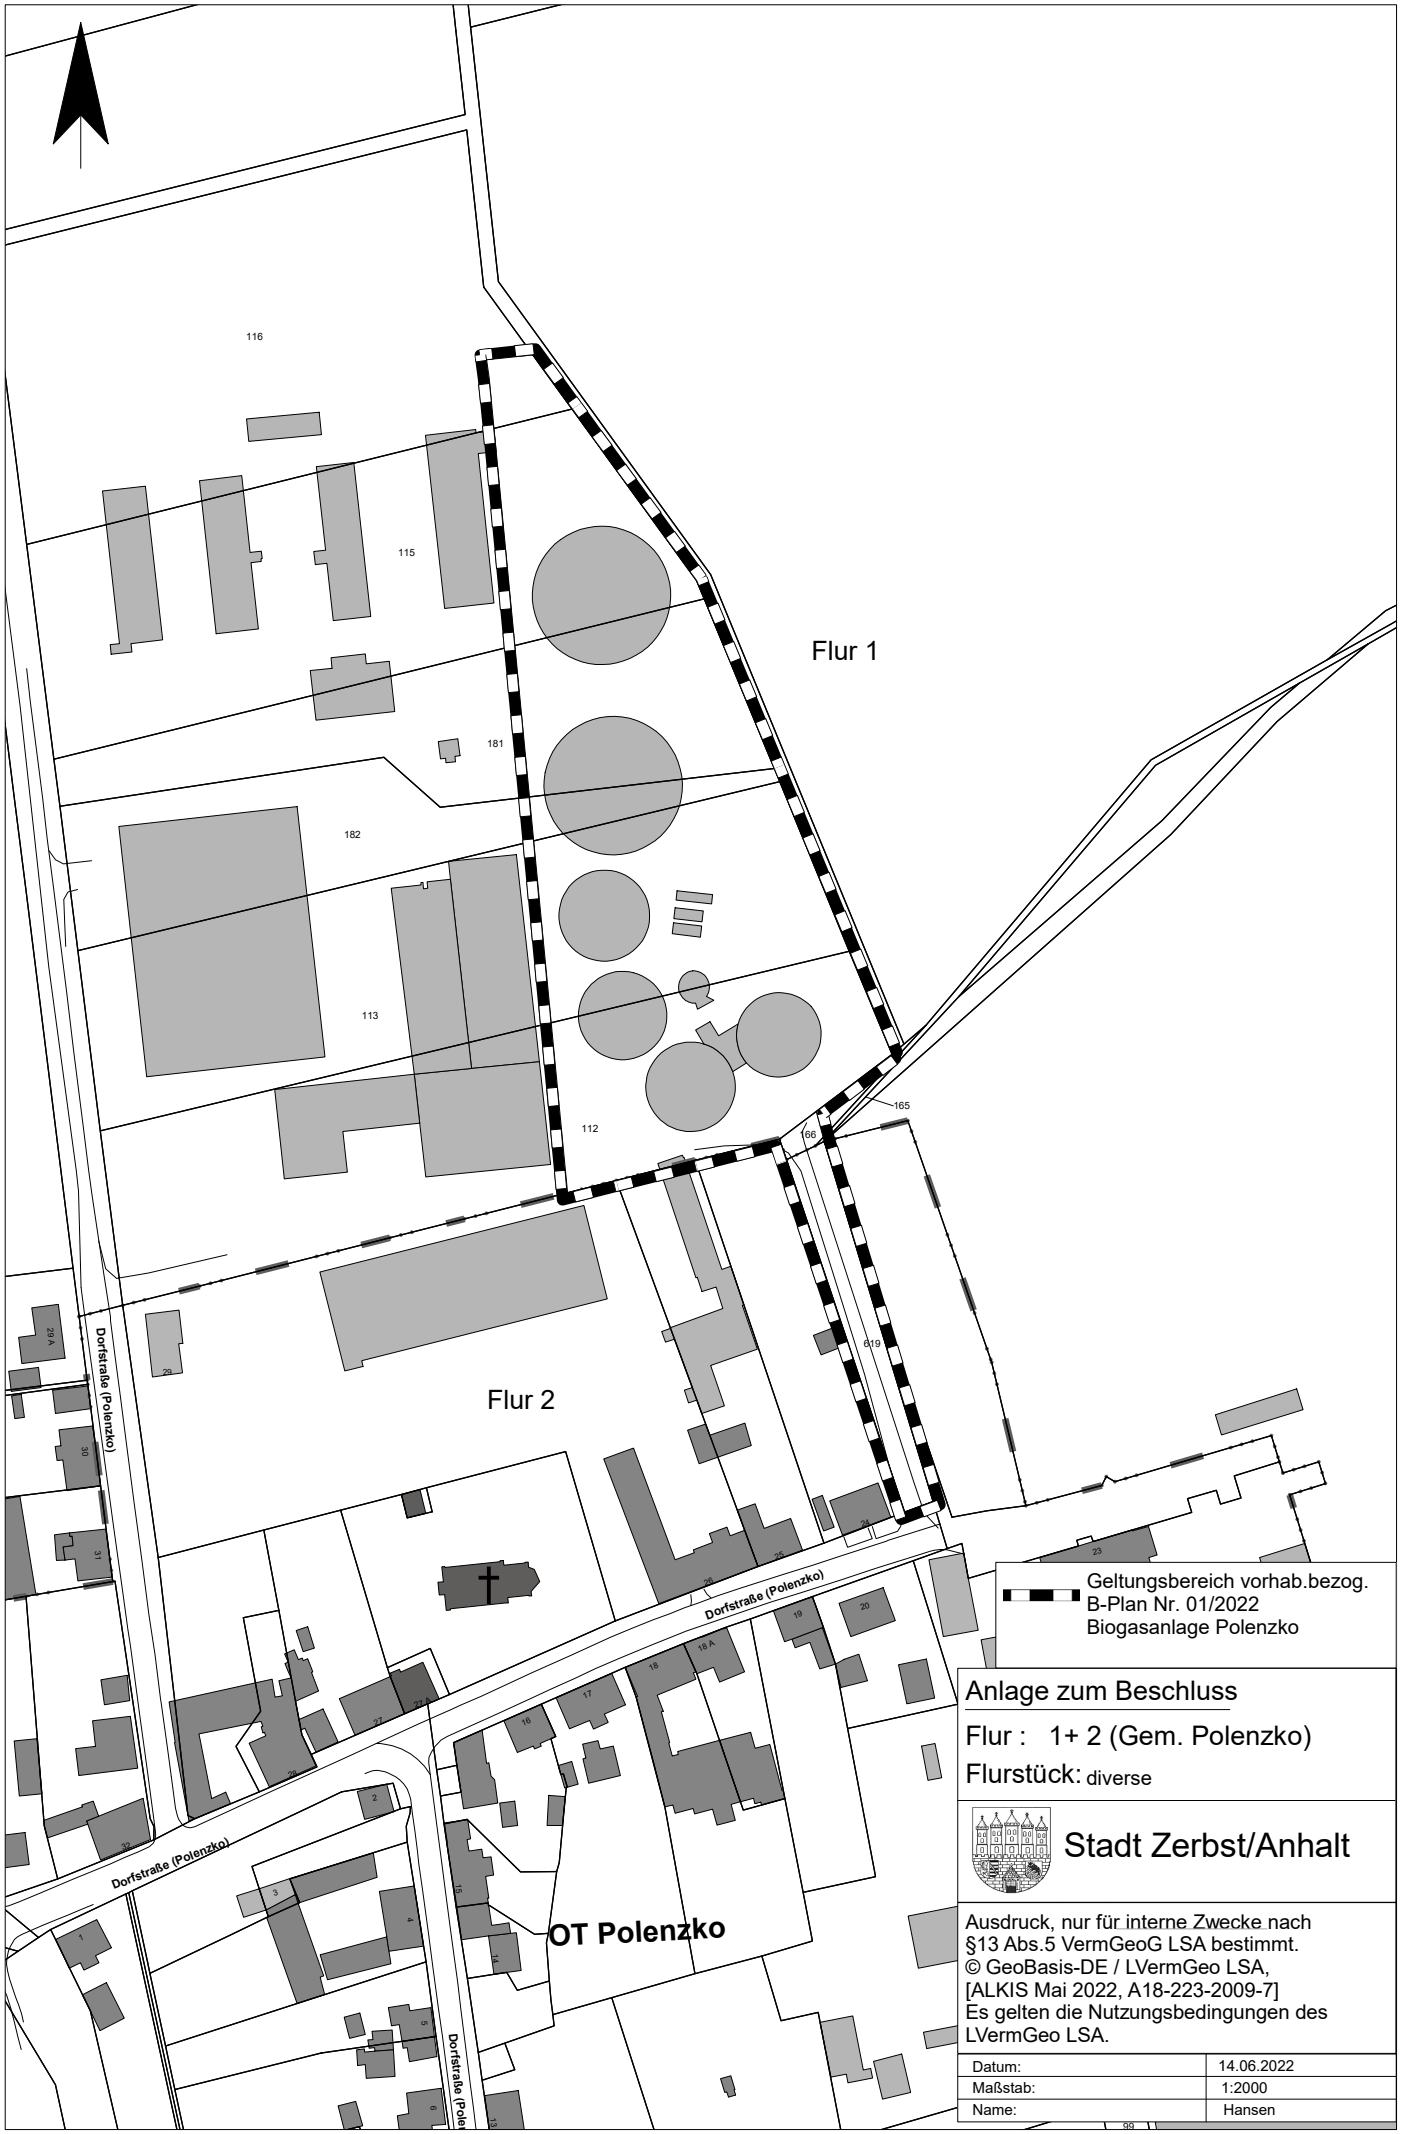 116
115
Flur 1
181
182
113
112
165
166
619
29 A
29
Dorfstraße (Polenzko)
Flur 2
30
31
24
25
26
23
Dorfstraße (Polenzko)
19
20
18 A
18
17
16
27 A
27
28
2
32
Dorfstraße (Polenzko)
3
4
15
14
1
5
6
13
Dorfstraße (Polen
OT Polenzko
99
Geltungsbereich vorhab.bezog.
B-Plan Nr. 01/2022
Biogasanlage Polenzko
Anlage zum Beschluss
Flur : 1+ 2 (Gem. Polenzko)
Flurstück: diverse
Stadt Zerbst/Anhalt
Ausdruck, nur für interne Zwecke nach
§13 Abs.5 VermGeoG LSA bestimmt.
© GeoBasis-DE / LVermGeo LSA,
[ALKIS Mai 2022, A18-223-2009-7]
Es gelten die Nutzungsbedingungen des
LVermGeo LSA.
Datum: 14.06.2022
Maßstab: 1:2000
Name: Hansen